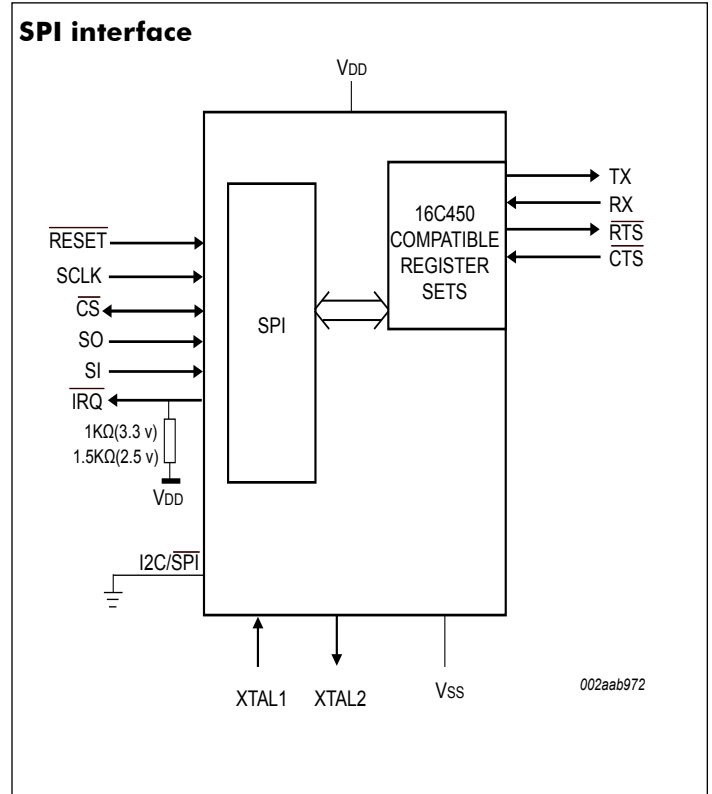 SPI interface
VDD
RESET
SCLK
CS
SO
SI
IRQ
1KΩ(3.3 v)
1.5KΩ(2.5 v)
VDD
I2C/SPI
SPI
16C450
COMPATIBLE
REGISTER
SETS
TX
RX
RTS
CTS
XTAL1
XTAL2
VSS
002aab972